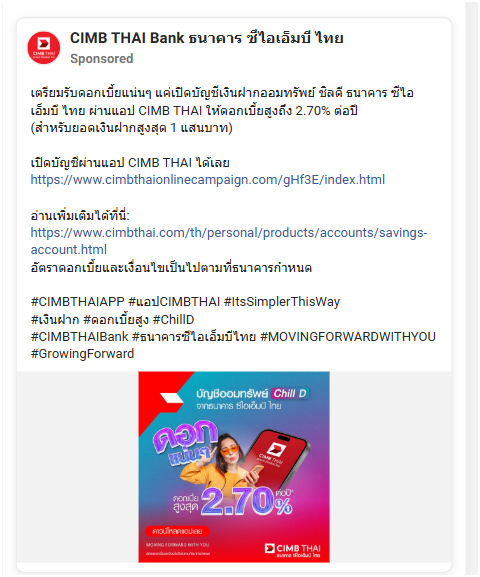 CIMB THAI Bank ธนาคาร ซีไอเอ็มบี ไทย
Sponsored
เตรียมรับดอกเบี้ยแน่นๆ แค่เปิดบัญชีเงินฝากออมทรัพย์ ชิลดี ธนาคาร ซีไอ
เอ็มบี ไทย ผ่านแอป CIMB THAI ให้ดอกเบี้ยสูงถึง 2.70% ต่อปี
(สำหรับยอดเงินฝากสูงสุด 1 แสนบาท)
เปิดบัญชีผ่านแอป CIMB THAI ได้เลย
https://www.cimbthaionlinecampaign.com/gHf3E/index.html
อ่านเพิ่มเติมได้ที่นี่:
https://www.cimbthai.com/th/personal/products/accounts/savings-
account.html
อัตราดอกเบี้ยและเงื่อนไขเป็นไปตามที่ธนาคารกำหนด
#CIMBTHAIAPP #แอปCIMBTHAI #ItsSimplerThisWay
#เงินฝาก #ดอกเบี้ยสูง #ChillD
#CIMBTHAIBank #ธนาคารซีไอเอ็มบีไทย #MOVINGFORWARDWITHYOU
#GrowingForward
บัญชีออมทรัพย์ Chill D
จากธนาคาร ซีไอเอ็มบี ไทย
ดอก
แน่นๆ
CIMB THAI
ดอกเบี้ย
สูงสุด 2.70% ต่อปี*
ดาวน์โหลดแอปเลย
MOVING FORWARD WITH YOU
CIMB THAI
ธนาคาร ซีไอเอ็มบี ไทย